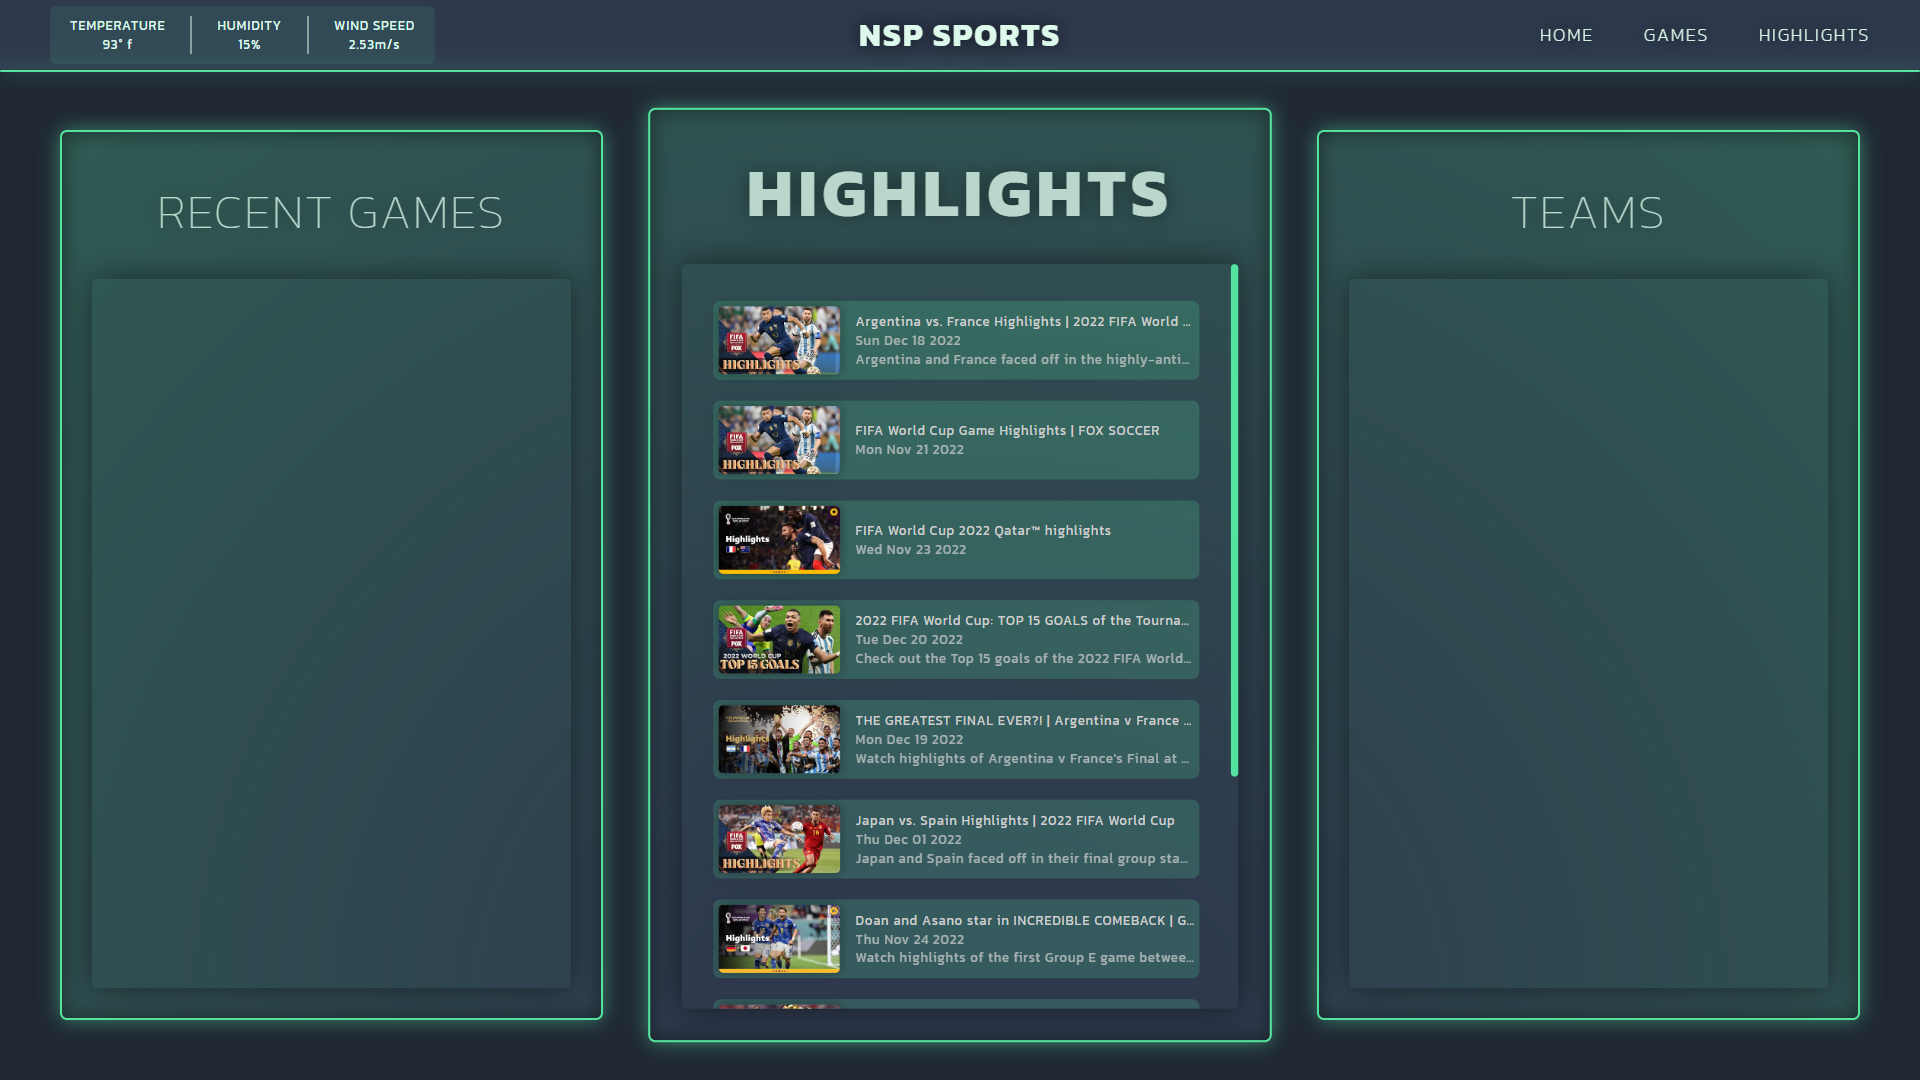 TEMPERATURE
93° f
HUMIDITY
15%
WIND SPEED
2.53m/s
NSP SPORTS
HOME
GAMES
HIGHLIGHTS
RECENT GAMES
HIGHLIGHTS
Argentina vs. France Highlights | 2022 FIFA World ...
Sun Dec 18 2022
Argentina and France faced off in the highly-anti...
FIFA
FOX
HIGHLIGHTS
FIFA World Cup Game Highlights | FOX SOCCER
Mon Nov 21 2022
FIFA
FOX
HIGHLIGHTS
FIFA World Cup 2022 Qatar™ highlights
Wed Nov 23 2022
Highlights
2022 FIFA World Cup: TOP 15 GOALS of the Tourna...
Tue Dec 20 2022
Check out the Top 15 goals of the 2022 FIFA World...
FIFA
FOX
2022 WORLD CUP
TOP 15 GOALS
THE GREATEST FINAL EVER?! | Argentina v France ...
Mon Dec 19 2022
Watch highlights of Argentina v France's Final at ...
Highlights
Japan vs. Spain Highlights | 2022 FIFA World Cup
Thu Dec 01 2022
Japan and Spain faced off in their final group sta...
FIFA
FOX
HIGHLIGHTS
Doan and Asano star in INCREDIBLE COMEBACK | G...
Thu Nov 24 2022
Watch highlights of the first Group E game betwee...
Highlights
TEAMS